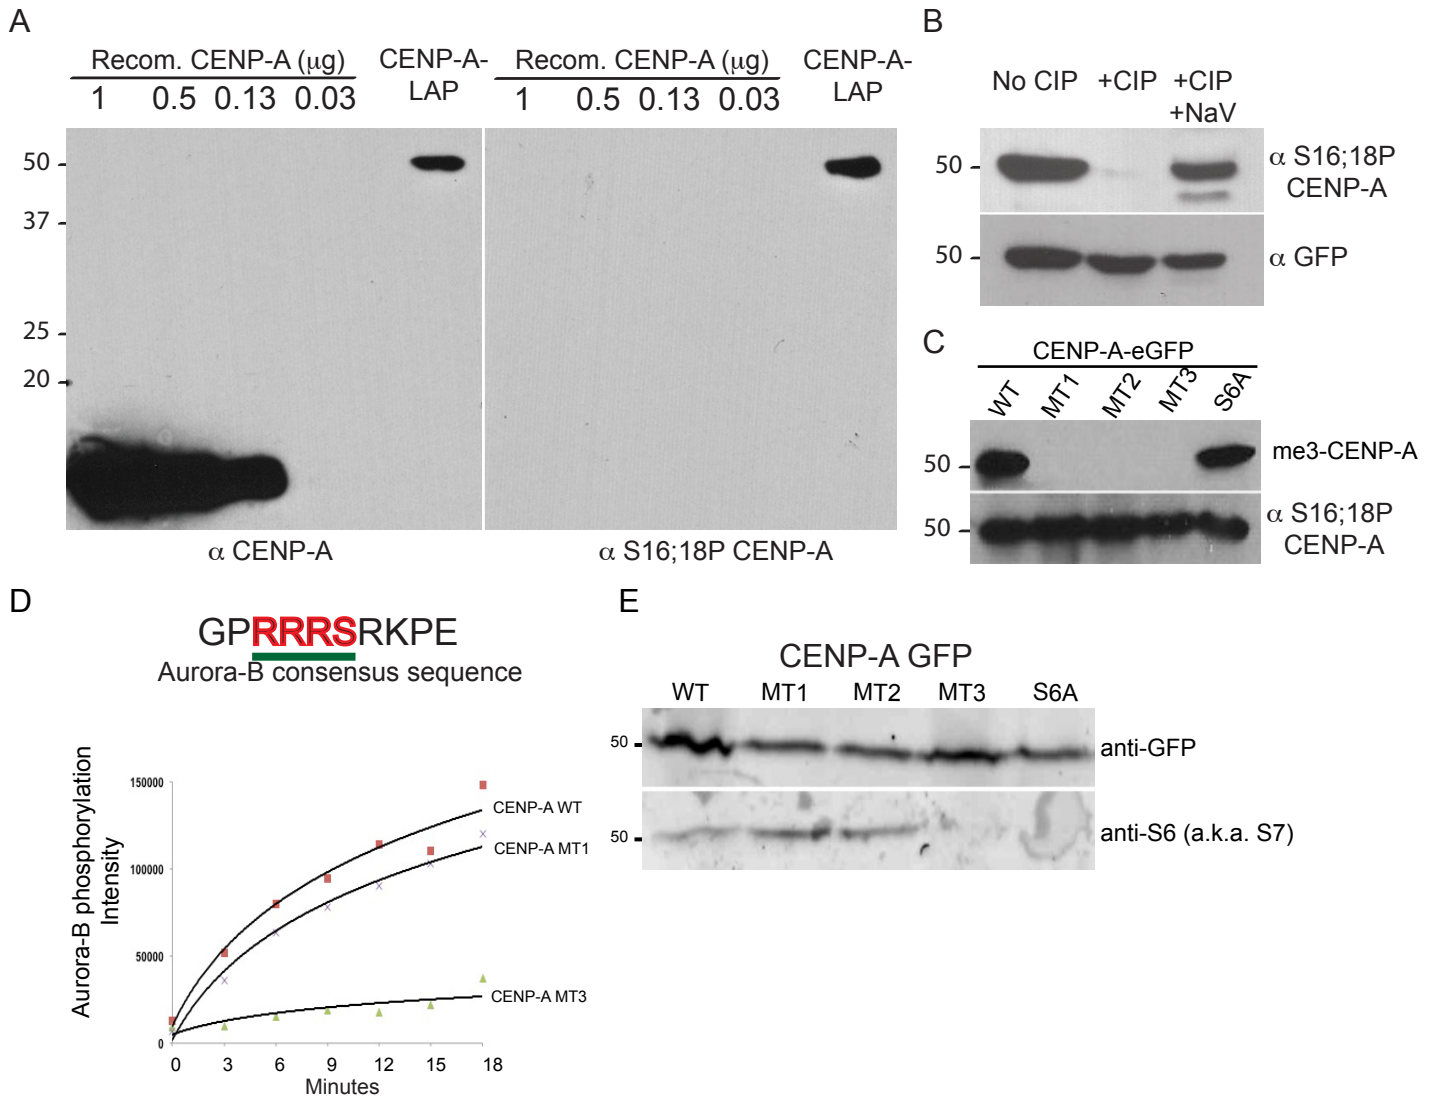 A
Recom. CENP-A (µg)
1 0.5 0.13 0.03
CENP-A-
LAP
Recom. CENP-A (µg)
1 0.5 0.13 0.03
CENP-A-
LAP
50
37
25
20
α CENP-A
α S16;18P CENP-A
B
No CIP
+CIP
+CIP
+NaV
50
α S16;18P
CENP-A
50
α GFP
C
CENP-A-eGFP
WT MT1 MT2 MT3 S6A
50
me3-CENP-A
50
α S16;18P
CENP-A
D
GPRRRSRKPE
Aurora-B consensus sequence
Aurora-B phosphorylation
Intensity
150000
100000
50000
0
CENP-A WT
CENP-A MT1
CENP-A MT3
0 3 6 9 12 15 18
Minutes
E
CENP-A GFP
WT MT1 MT2 MT3 S6A
50
anti-GFP
50
anti-S6 (a.k.a. S7)